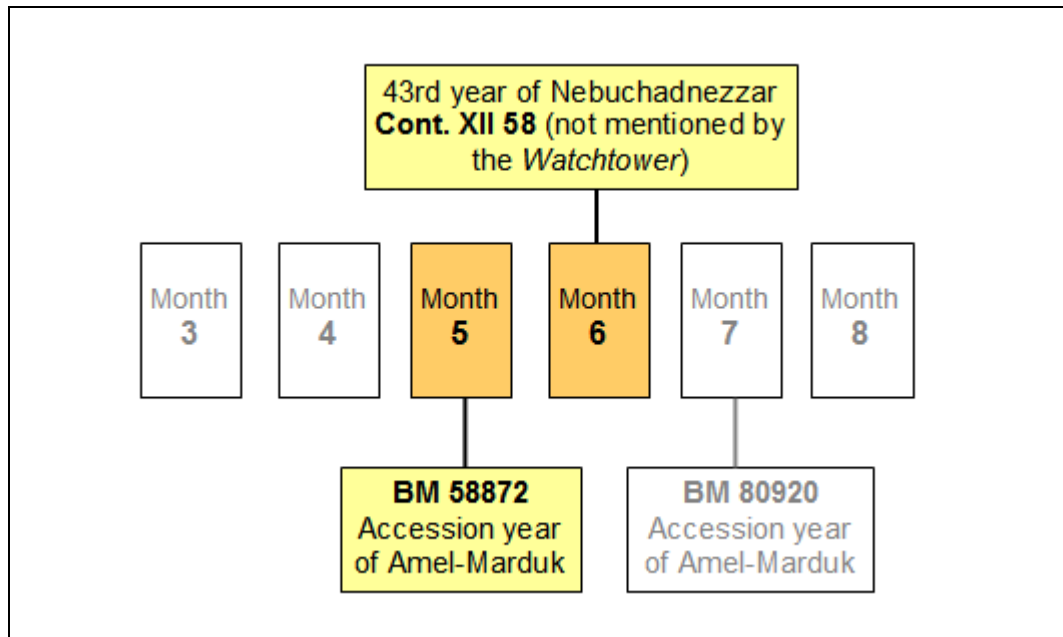 43rd year of Nebuchadnezzar
Cont. XII 58 (not mentioned by
the Watchtower)
Month
3
Month
4
Month
5
Month
6
Month
7
Month
8
BM 58872
Accession year
of Amel-Marduk
BM 80920
Accession year
of Amel-Marduk